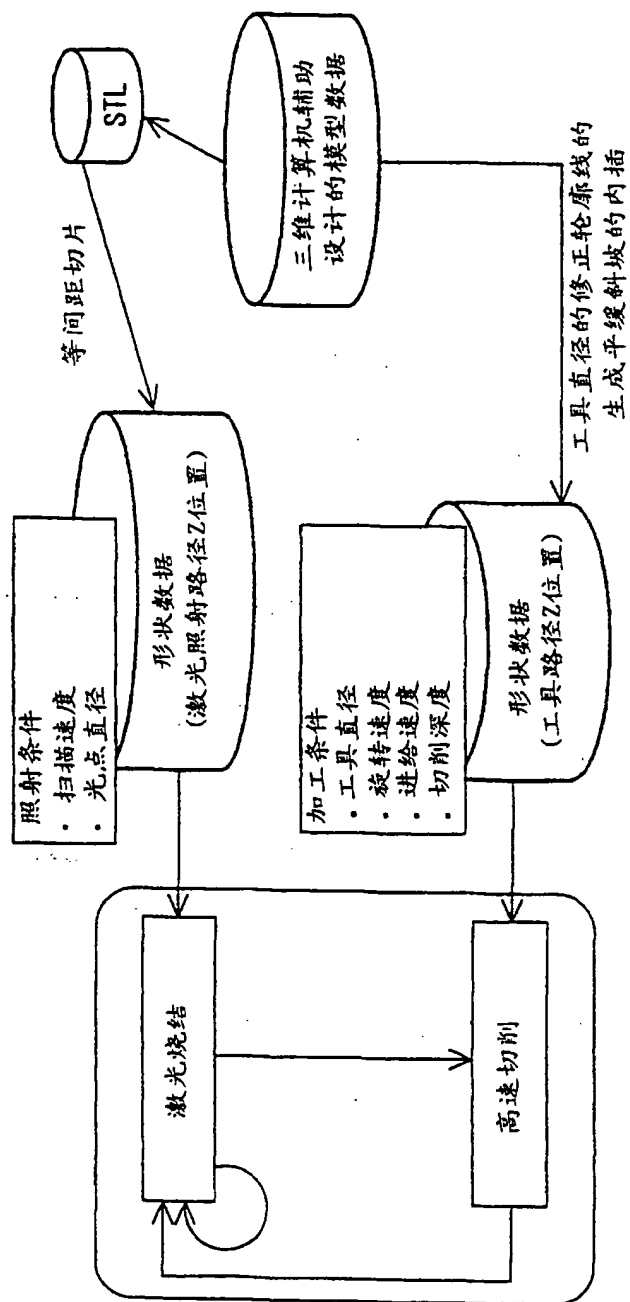 STL
三维计算机辅助
设计的模型数据
等间距切片
工具直径的修正轮廓线的
生成平缓斜坡的内插
照射条件
· 扫描速度
· 光点直径
形状数据
(激光照射路径Z位置)
加工条件
· 工具直径
· 旋转速度
· 进给速度
· 切削深度
形状数据
(工具路径Z位置)
激光烧结
高速切削